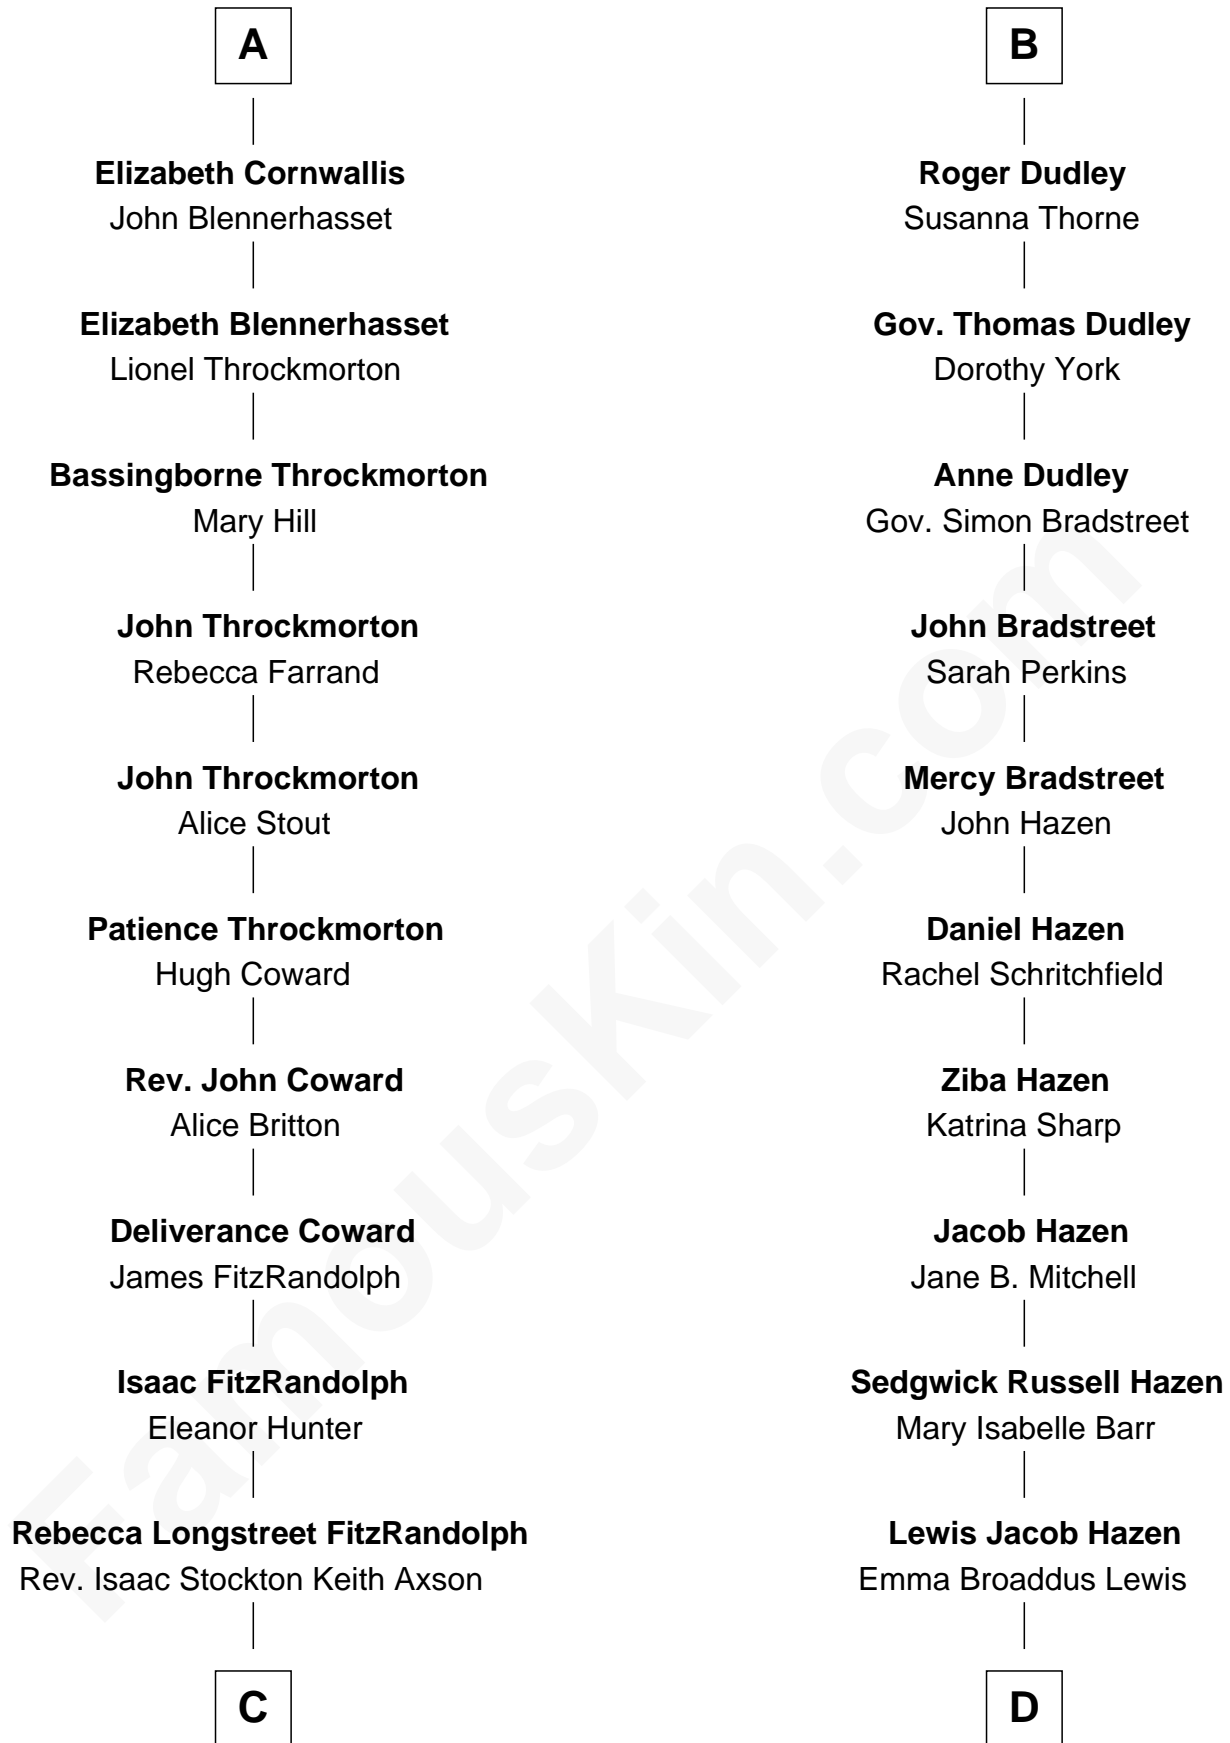 A
Elizabeth Cornwallis
John Blennerhasset
Elizabeth Blennerhasset
Lionel Throckmorton
Bassingborne Throckmorton
Mary Hill
John Throckmorton
Rebecca Farrand
John Throckmorton
Alice Stout
Patience Throckmorton
Hugh Coward
Rev. John Coward
Alice Britton
Deliverance Coward
James FitzRandolph
Isaac FitzRandolph
Eleanor Hunter
Rebecca Longstreet FitzRandolph
Rev. Isaac Stockton Keith Axson
C
B
Roger Dudley
Susanna Thorne
Gov. Thomas Dudley
Dorothy York
Anne Dudley
Gov. Simon Bradstreet
John Bradstreet
Sarah Perkins
Mercy Bradstreet
John Hazen
Daniel Hazen
Rachel Schritchfield
Ziba Hazen
Katrina Sharp
Jacob Hazen
Jane B. Mitchell
Sedgwick Russell Hazen
Mary Isabelle Barr
Lewis Jacob Hazen
Emma Broaddus Lewis
D
FamousKin.com